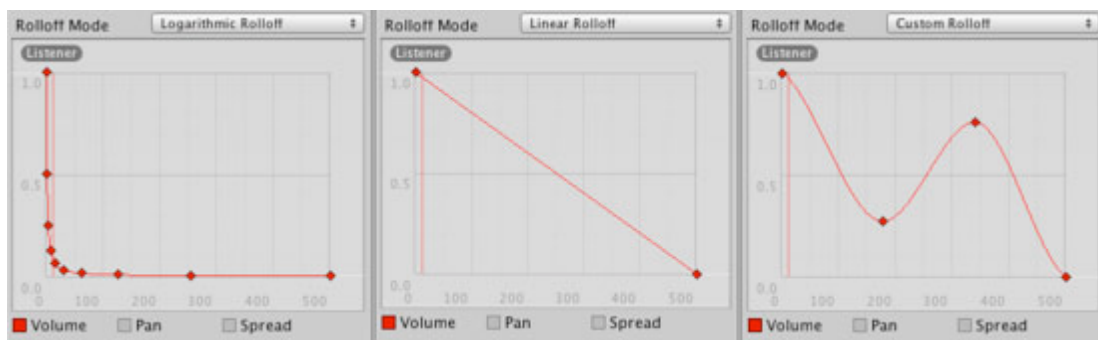 Rolloff Mode Logarithmic Rolloff
Listener
1.0
0.5
0.0
0 100 200 300 400 500
Volume Pan Spread
Rolloff Mode Linear Rolloff
Listener
1.0
0.5
0.0
0 100 200 300 400 500
Volume Pan Spread
Rolloff Mode Custom Rolloff
Listener
1.0
0.5
0.0
0 100 200 300 400 500
Volume Pan Spread